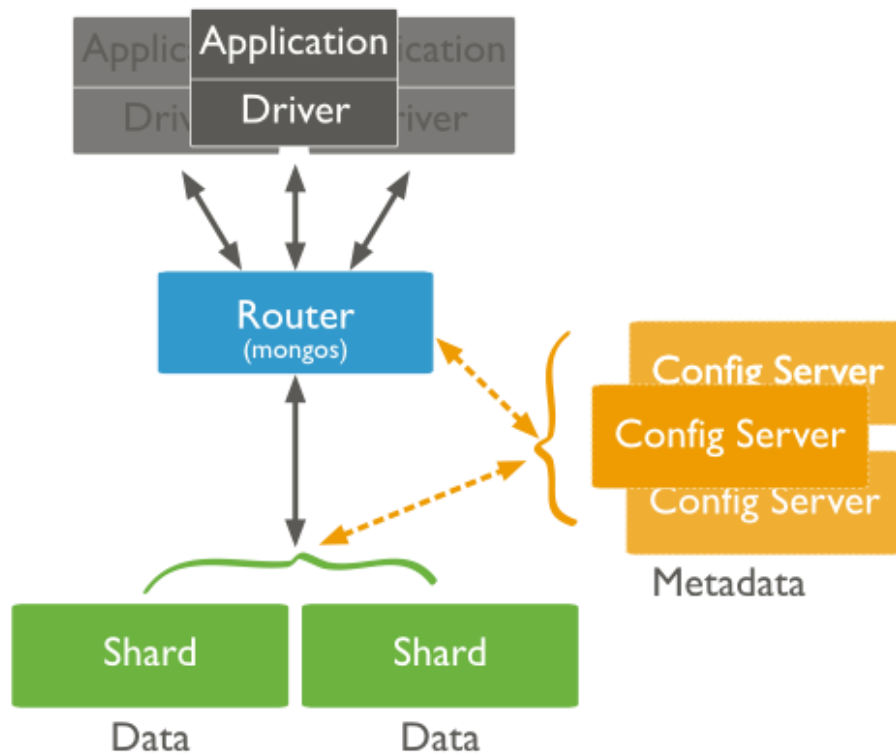 Application
Driver
Router
(mongos)
Config Server
Config Server
Config Server
Metadata
Shard
Shard
Data
Data